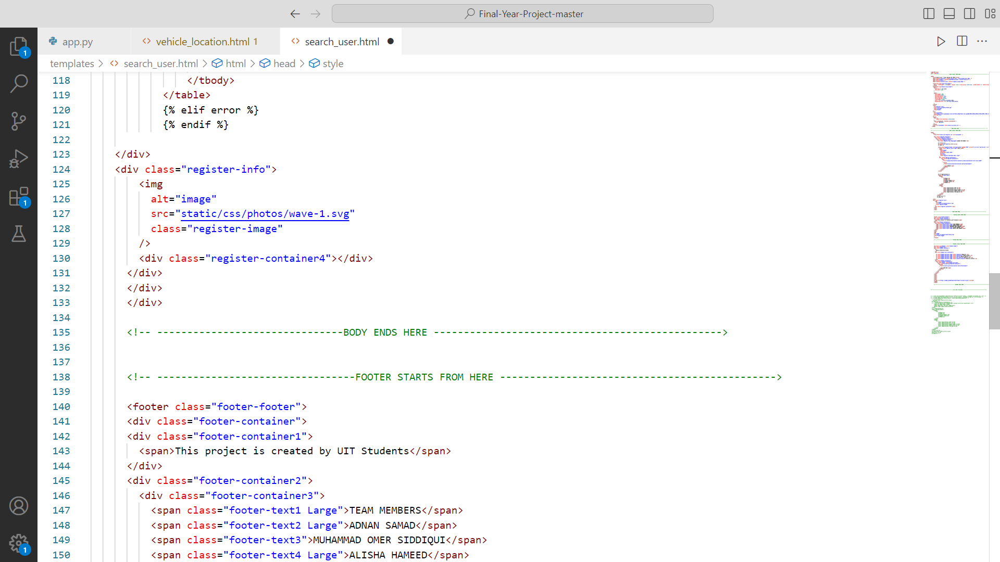 Final-Year-Project-master
app.py
vehicle_location.html 1
search_user.html
templates > search_user.html > html > head > style
1
1
1
118 </tbody>
119 </table>
120 {% elif error %}
121 {% endif %}
122
123 </div>
124 <div class="register-info">
125 <img
126 alt="image"
127 src="static/css/photos/wave-1.svg"
128 class="register-image"
129 />
130 <div class="register-container4"></div>
131 </div>
132 </div>
133 </div>
134
135 <!-- -------------------------------BODY ENDS HERE ------------------------------------------------>
136
137
138 <!-- ---------------------------------FOOTER STARTS FROM HERE ---------------------------------------------->
139
140 <footer class="footer-footer">
141 <div class="footer-container">
142 <div class="footer-container1">
143 <span>This project is created by UIT Students</span>
144 </div>
145 <div class="footer-container2">
146 <div class="footer-container3">
147 <span class="footer-text1 Large">TEAM MEMBERS</span>
148 <span class="footer-text2 Large">ADNAN SAMAD</span>
149 <span class="footer-text3">MUHAMMAD OMER SIDDIQUI</span>
150 <span class="footer-text4 Large">ALISHA HAMEED</span>